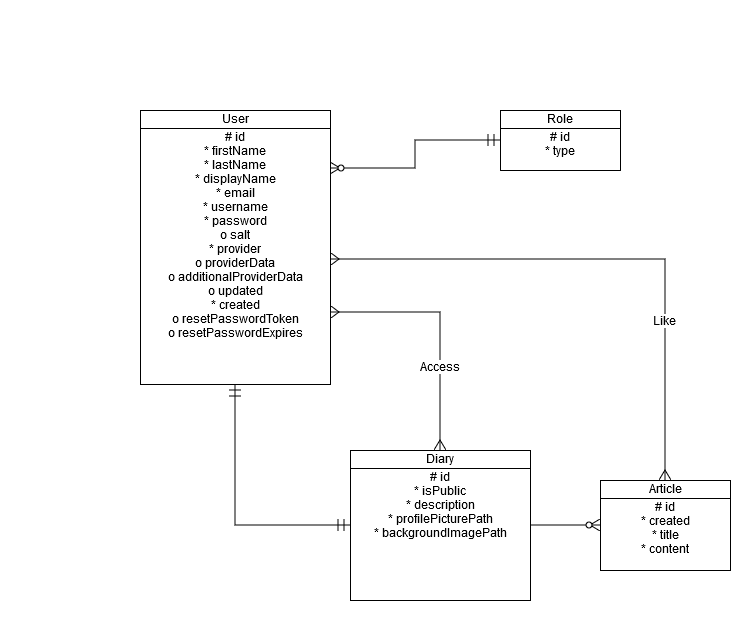 User
# id
* firstName
* lastName
* displayName
* email
* username
* password
o salt
* provider
o providerData
o additionalProviderData
o updated
* created
o resetPasswordToken
o resetPasswordExpires
Role
# id
* type
Like
Access
Diary
# id
* isPublic
* description
* profilePicturePath
* backgroundImagePath
Article
# id
* created
* title
* content